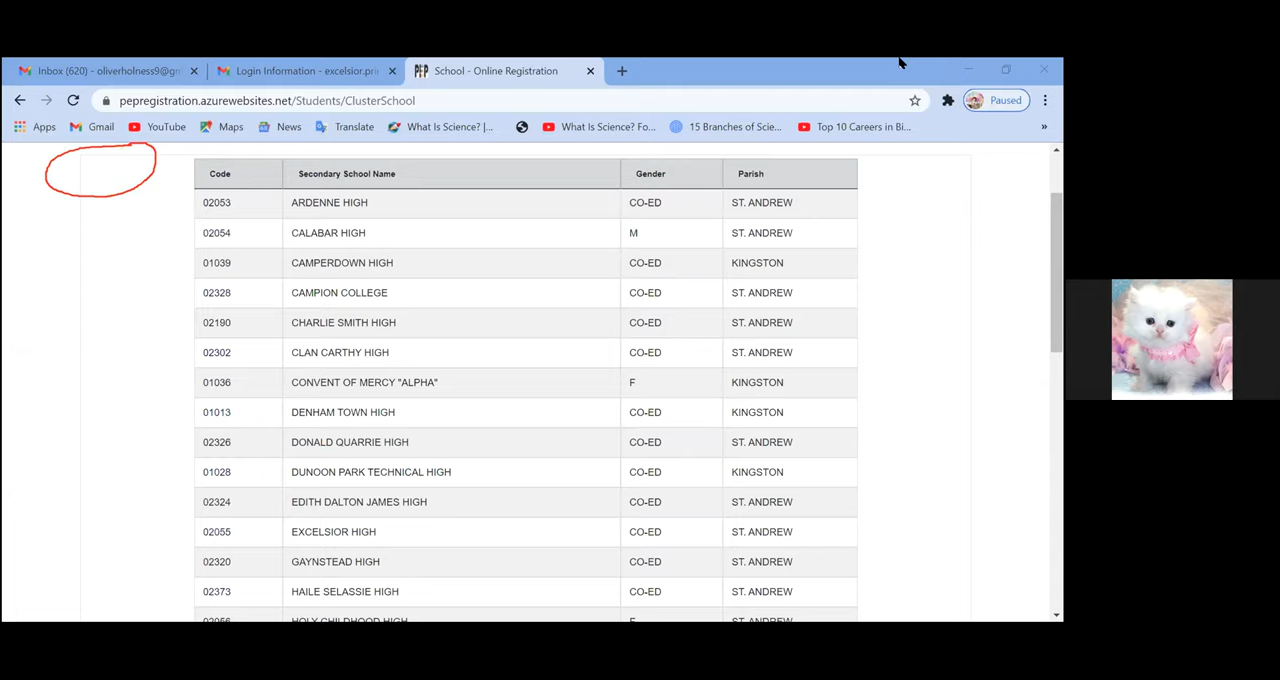 Inbox (620) - oliverholness9@gm
Login Information - excelsior.pri
PEP School - Online Registration
pepregistration.azurewebsites.net/Students/ClusterSchool
Paused
Apps Gmail YouTube Maps News Translate What Is Science? |... What Is Science? Fo... 15 Branches of Scie... Top 10 Careers in Bi... »
Code Secondary School Name Gender Parish
02053 ARDENNE HIGH CO-ED ST. ANDREW
02054 CALABAR HIGH M ST. ANDREW
01039 CAMPERDOWN HIGH CO-ED KINGSTON
02328 CAMPION COLLEGE CO-ED ST. ANDREW
02190 CHARLIE SMITH HIGH CO-ED ST. ANDREW
02302 CLAN CARTHY HIGH CO-ED ST. ANDREW
01036 CONVENT OF MERCY "ALPHA" F KINGSTON
01013 DENHAM TOWN HIGH CO-ED KINGSTON
02326 DONALD QUARRIE HIGH CO-ED ST. ANDREW
01028 DUNOON PARK TECHNICAL HIGH CO-ED KINGSTON
02324 EDITH DALTON JAMES HIGH CO-ED ST. ANDREW
02055 EXCELSIOR HIGH CO-ED ST. ANDREW
02320 GAYNSTEAD HIGH CO-ED ST. ANDREW
02373 HAILE SELASSIE HIGH CO-ED ST. ANDREW
02056 HOLY CHILDHOOD HIGH F